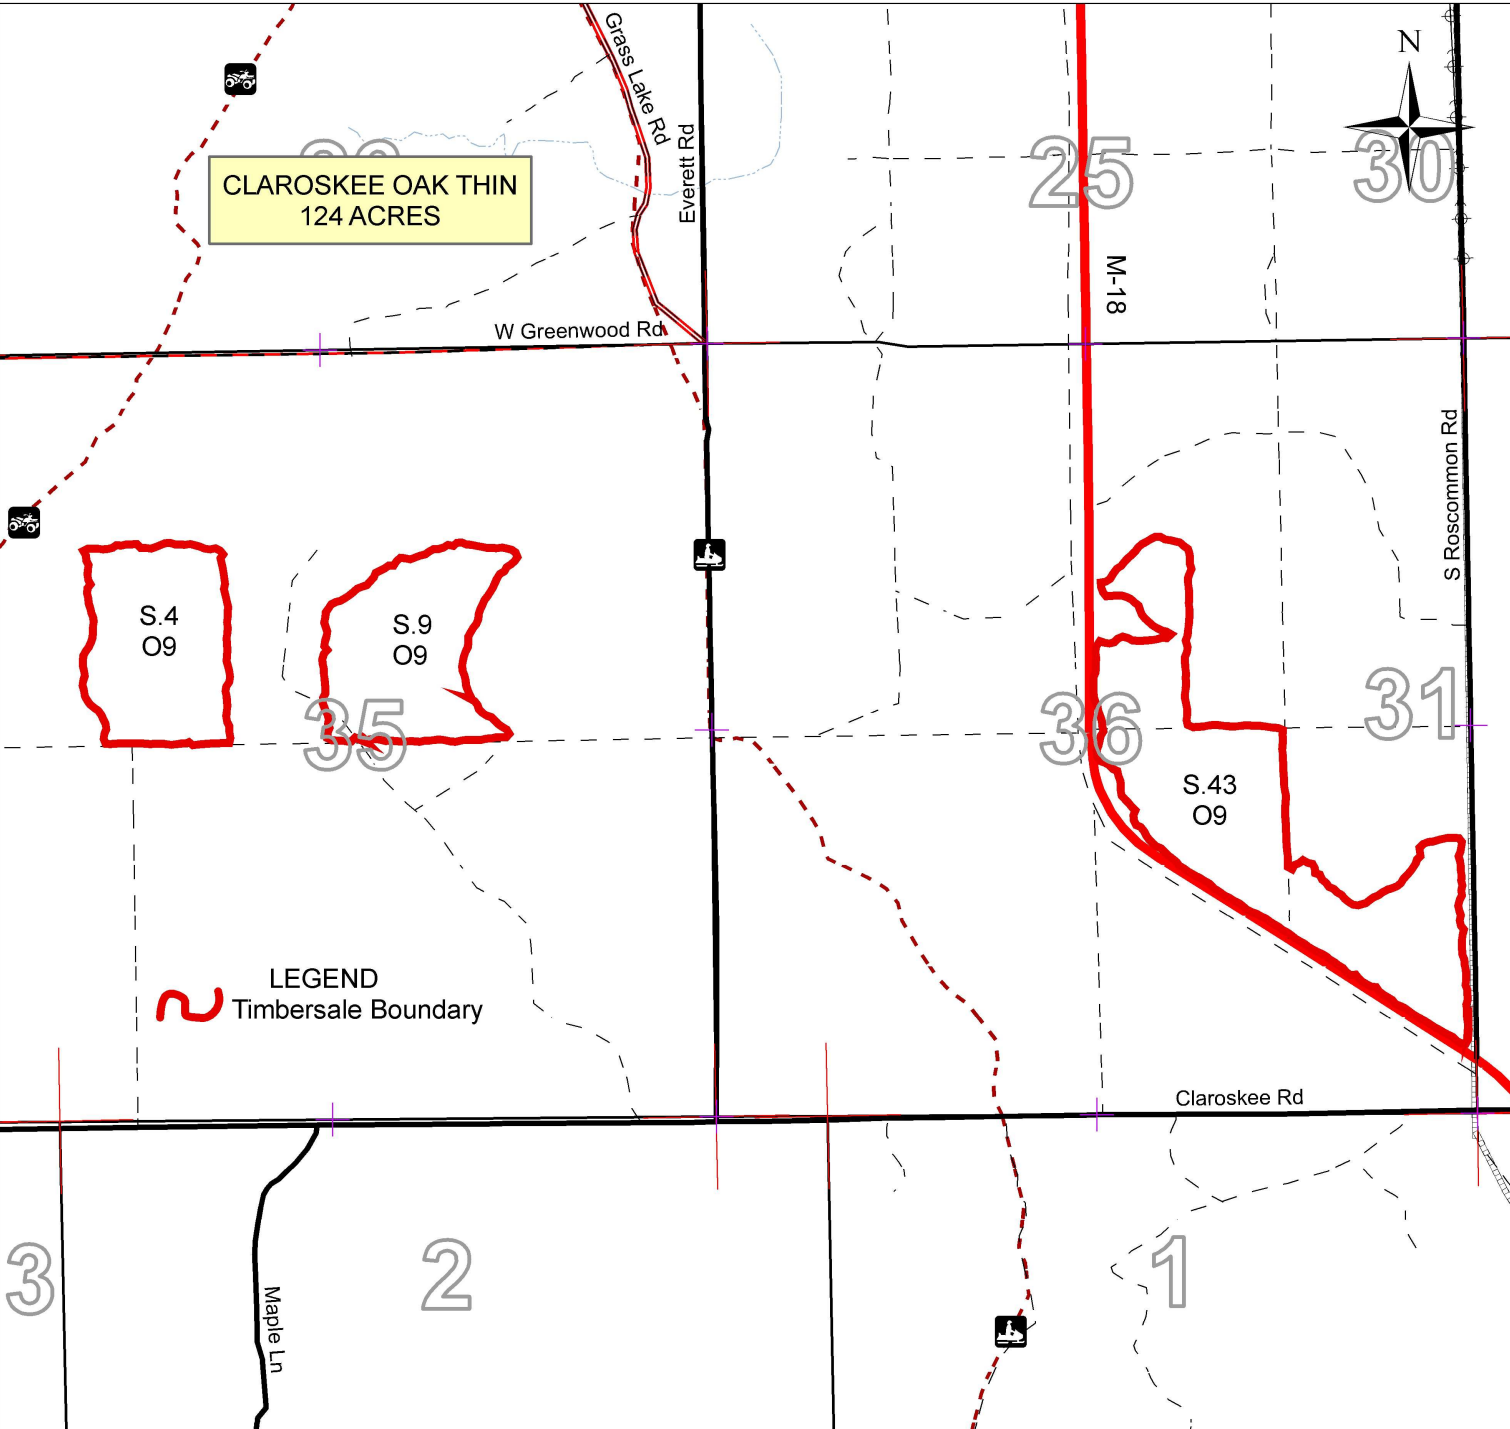 Grass Lake Rd
N
Everett Rd
25
30
CLAROSKEE OAK THIN
124 ACRES
M-18
W Greenwood Rd
S Roscommon Rd
S.4
O9
S.9
O9
35
36
31
S.43
O9
LEGEND
Timbersale Boundary
Claroskee Rd
3
2
1
Maple Ln